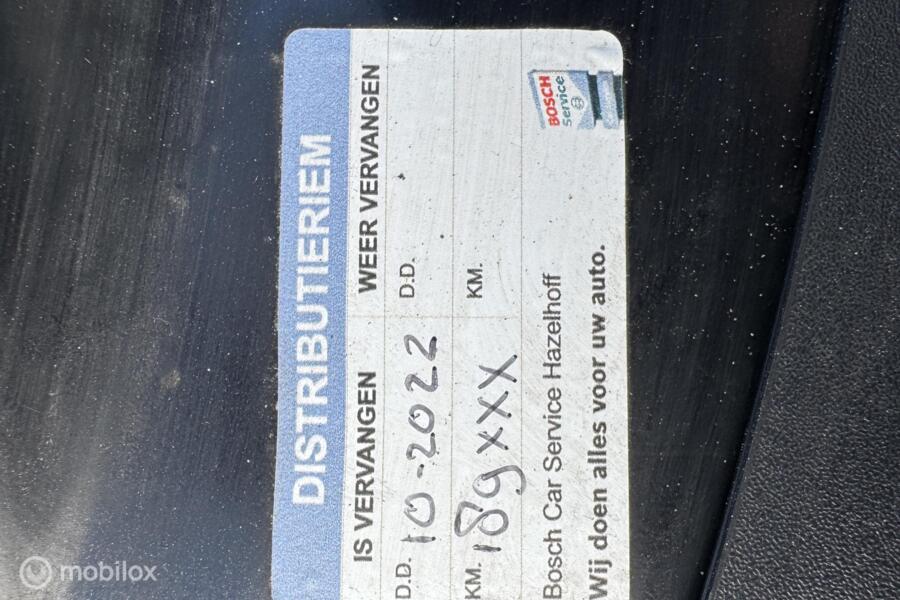 DISTRIBUTIERIEM
IS VERVANGEN WEER VERVANGEN
D.D. 10-2022 D.D.
KM. 189xxx KM.
BOSCH
Service
Bosch Car Service Hazelhoff
Wij doen alles voor uw auto.
mobilox